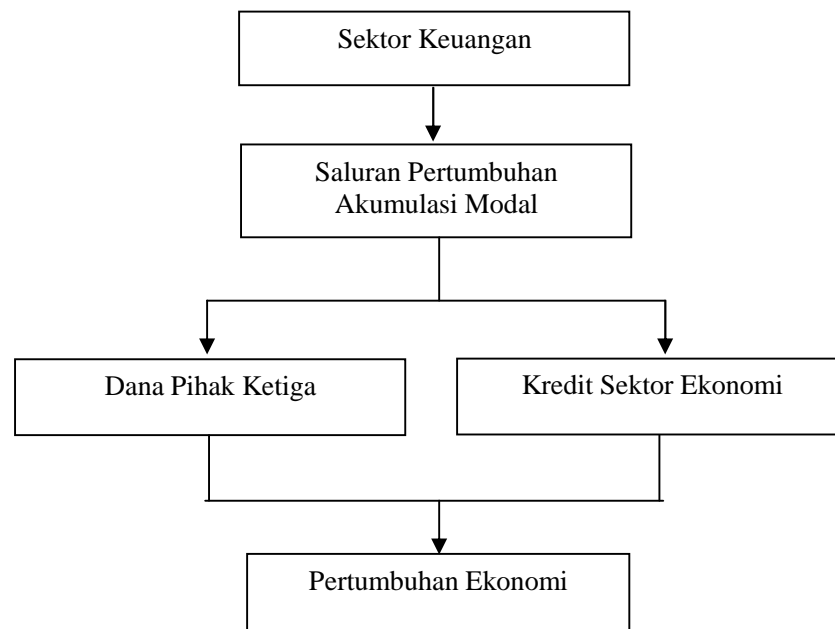 Sektor Keuangan
Saluran Pertumbuhan
Akumulasi Modal
Dana Pihak Ketiga
Kredit Sektor Ekonomi
Pertumbuhan Ekonomi